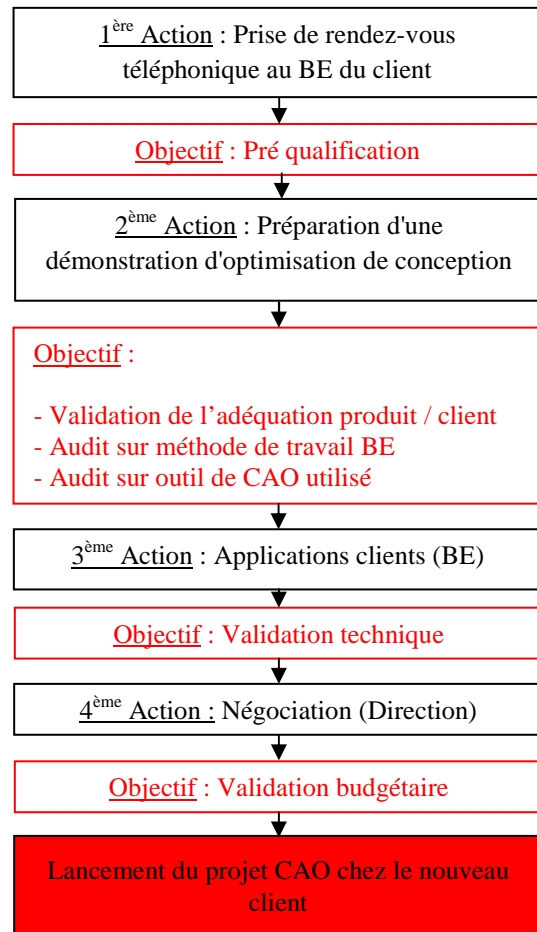 1ère Action : Prise de rendez-vous
téléphonique au BE du client
Objectif : Pré qualification
2ème Action : Préparation d'une
démonstration d'optimisation de conception
Objectif :
- Validation de l’adéquation produit / client
- Audit sur méthode de travail BE
- Audit sur outil de CAO utilisé
3ème Action : Applications clients (BE)
Objectif : Validation technique
4ème Action : Négociation (Direction)
Objectif : Validation budgétaire
Lancement du projet CAO chez le nouveau
client